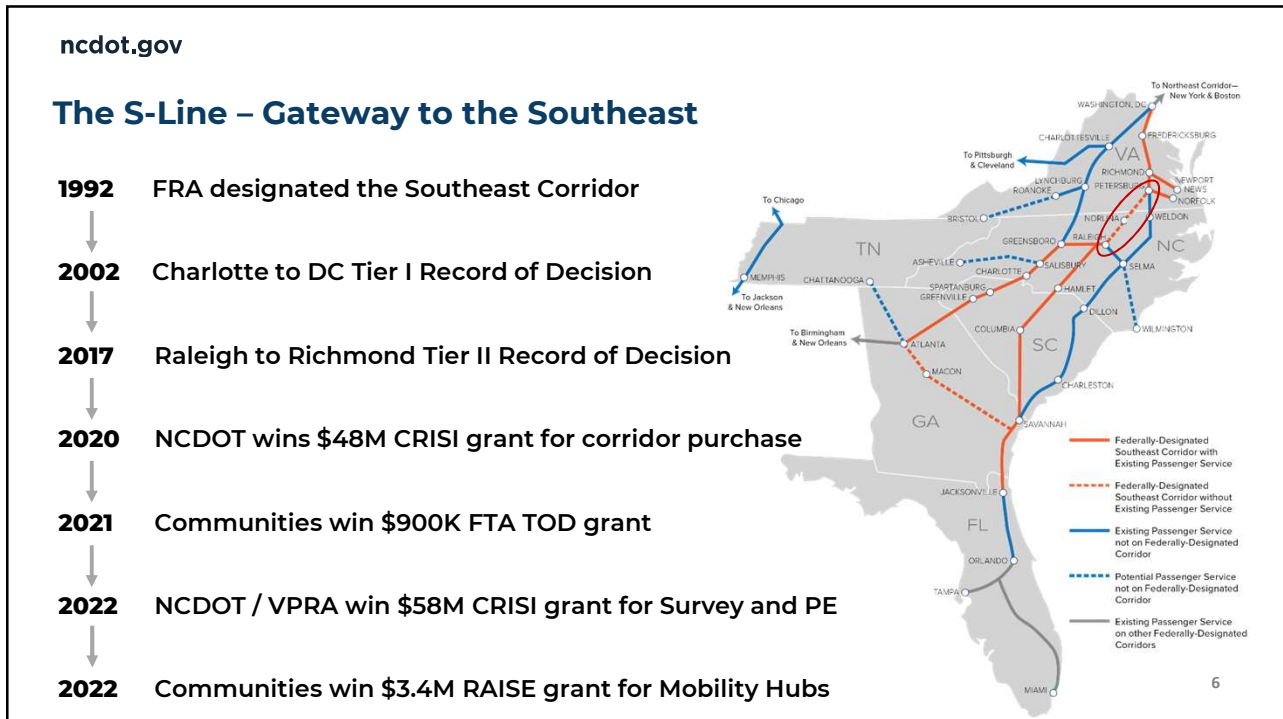 ncdot.gov
The S-Line – Gateway to the Southeast
1992 FRA designated the Southeast Corridor
2002 Charlotte to DC Tier I Record of Decision
2017 Raleigh to Richmond Tier II Record of Decision
2020 NCDOT wins $48M CRISI grant for corridor purchase
2021 Communities win $900K FTA TOD grant
2022 NCDOT / VPRA win $58M CRISI grant for Survey and PE
2022 Communities win $3.4M RAISE grant for Mobility Hubs
To Northeast Corridor—
New York & Boston
WASHINGTON, DC
FREDERICKSBURG
CHARLOTTESVILLE
VA
To Pittsburgh
& Cleveland
RICHMOND
LYNCHBURG
ROANOKE
PETERSBURG
NEWPORT
NEWS
NORFOLK
To Chicago
BRISTOL
NORLINA
WELDON
TN
GREENSBORO
RALEIGH
NC
ASHEVILLE
SALISBURY
SELMA
CHARLOTTE
MEMPHIS
CHATTANOOGA
SPARTANBURG
GREENVILLE
HAMLET
To Jackson
& New Orleans
DILLON
COLUMBIA
WILMINGTON
To Birmingham
& New Orleans
ATLANTA
SC
MACON
CHARLESTON
GA
SAVANNAH
JACKSONVILLE
FL
ORLANDO
TAMPA
MIAMI
Federally-Designated
Southeast Corridor with
Existing Passenger Service
Federally-Designated
Southeast Corridor without
Existing Passenger Service
Existing Passenger Service
not on Federally-Designated
Corridor
Potential Passenger Service
not on Federally-Designated
Corridor
Existing Passenger Service
on other Federally-Designated
Corridors
6